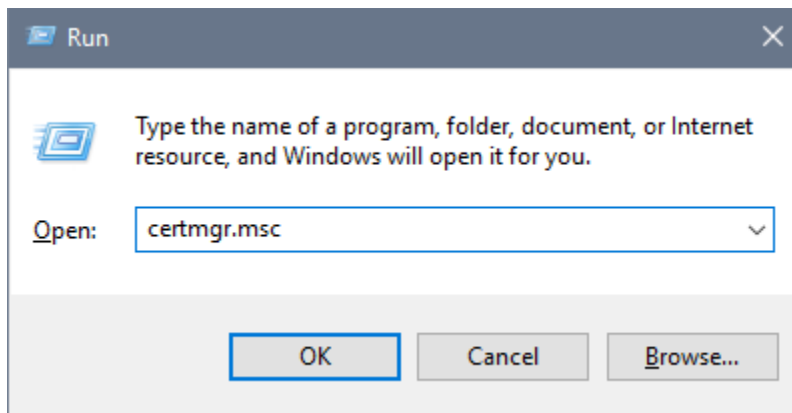 Run
Type the name of a program, folder, document, or Internet
resource, and Windows will open it for you.
Open: certmgr.msc
OK Cancel Browse...